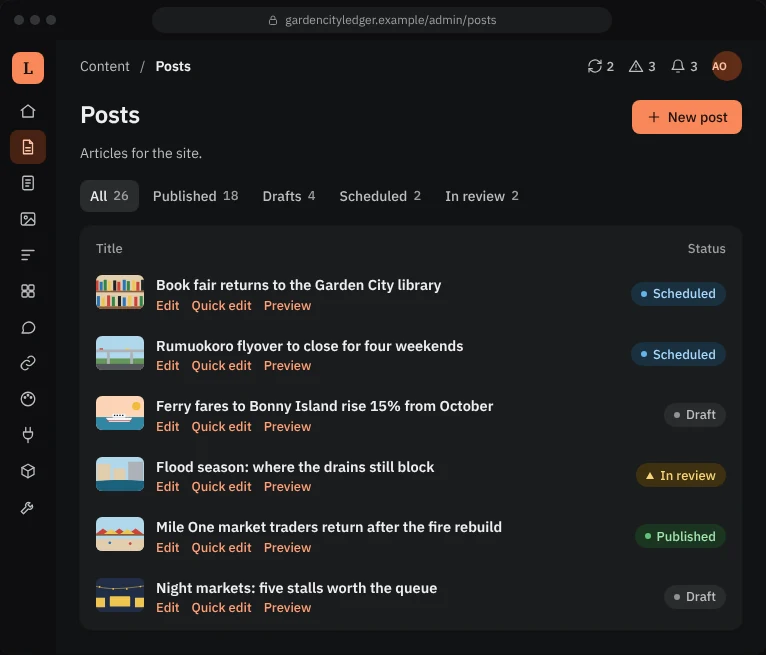 gardencityledger.example/admin/posts
L
Content / Posts
2 3 3 AO
Posts
+ New post
Articles for the site.
All 26 Published 18 Drafts 4 Scheduled 2 In review 2
Title Status
Book fair returns to the Garden City library
Edit Quick edit Preview
Scheduled
Rumuokoro flyover to close for four weekends
Edit Quick edit Preview
Scheduled
Ferry fares to Bonny Island rise 15% from October
Edit Quick edit Preview
Draft
Flood season: where the drains still block
Edit Quick edit Preview
In review
Mile One market traders return after the fire rebuild
Edit Quick edit Preview
Published
Night markets: five stalls worth the queue
Edit Quick edit Preview
Draft